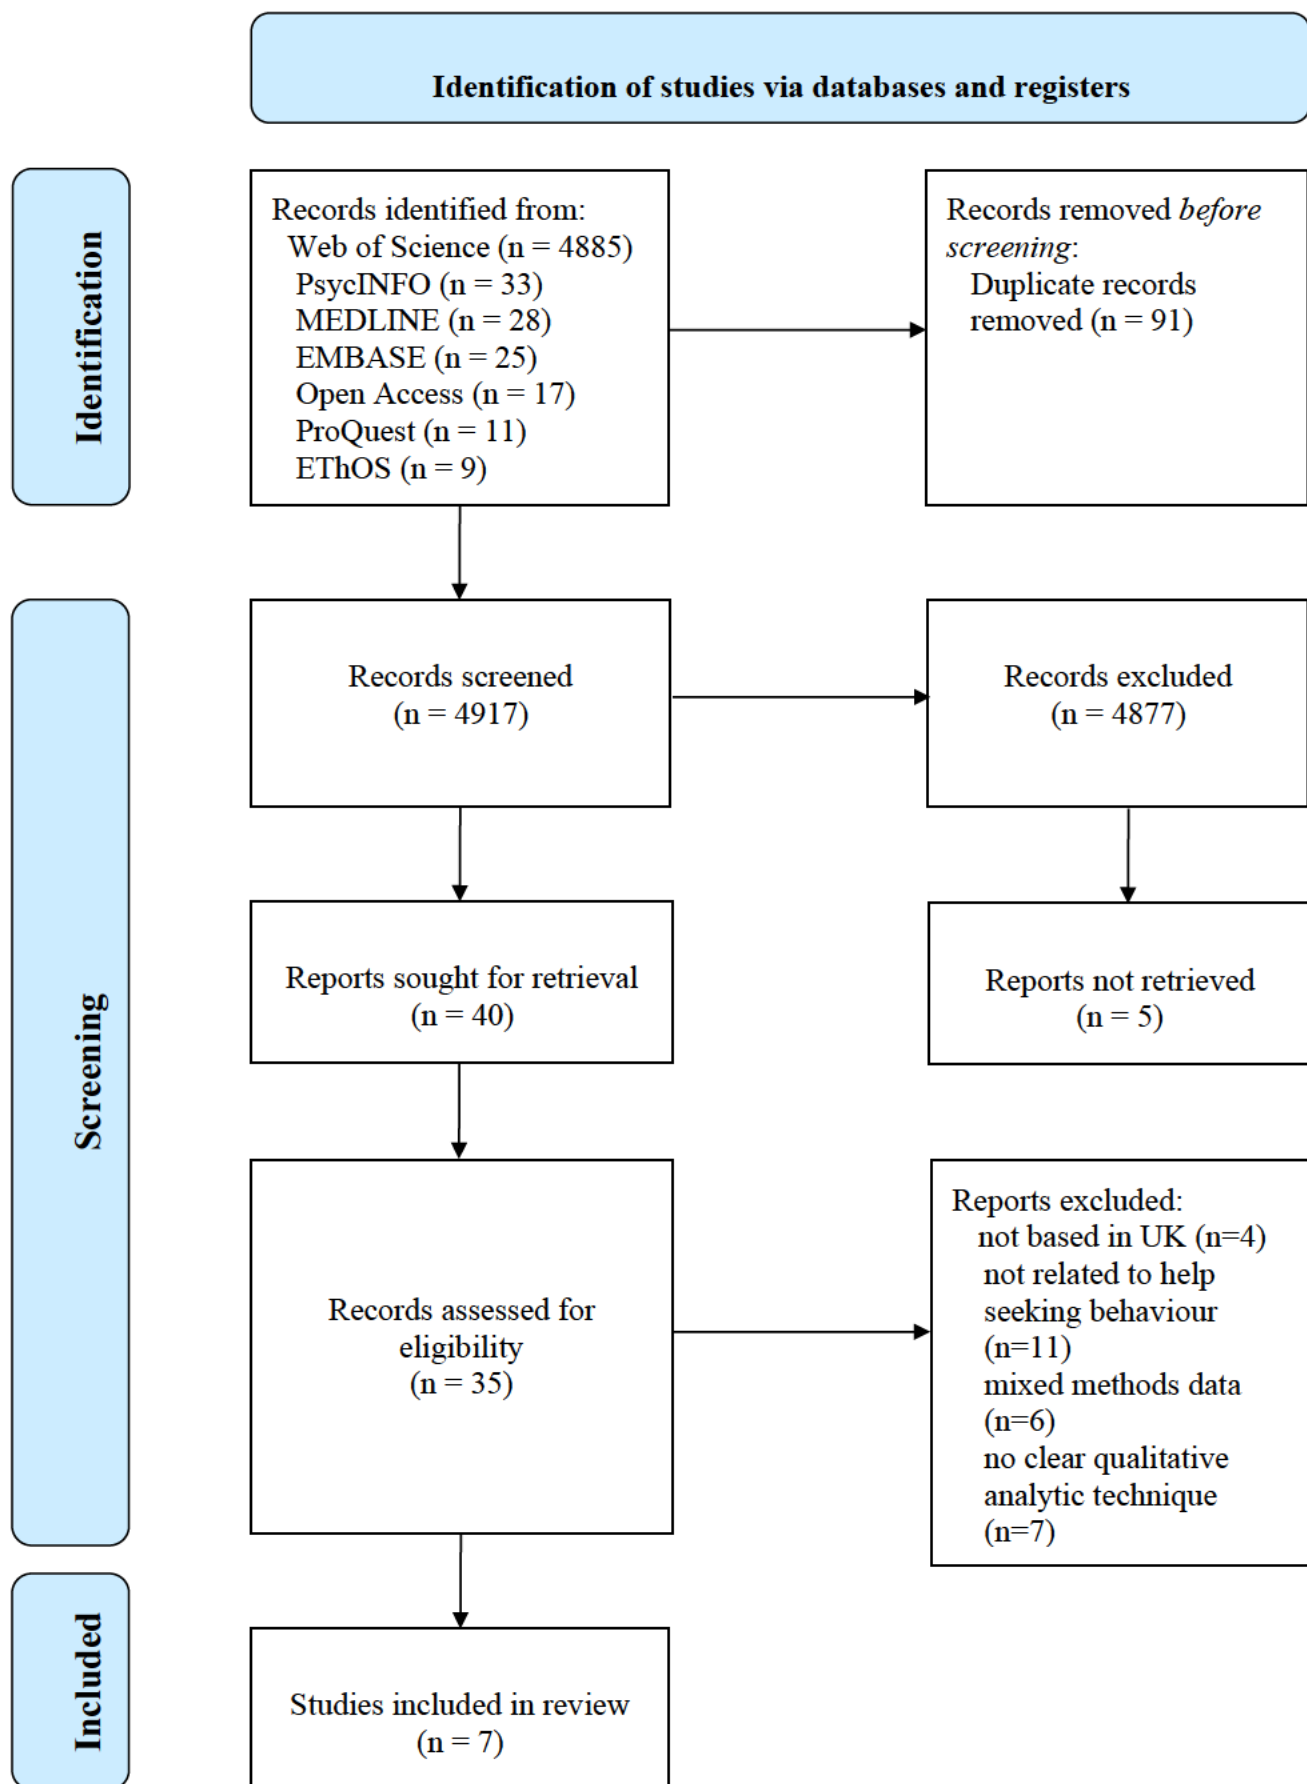 Identification of studies via databases and registers
Identification
Records identified from:
Web of Science (n = 4885)
PsycINFO (n = 33)
MEDLINE (n = 28)
EMBASE (n = 25)
Open Access (n = 17)
ProQuest (n = 11)
EThOS (n = 9)
Records removed before
screening:
Duplicate records
removed (n = 91)
Screening
Records screened
(n = 4917)
Records excluded
(n = 4877)
Reports sought for retrieval
(n = 40)
Reports not retrieved
(n = 5)
Records assessed for
eligibility
(n = 35)
Reports excluded:
not based in UK (n=4)
not related to help
seeking behaviour
(n=11)
mixed methods data
(n=6)
no clear qualitative
analytic technique
(n=7)
Included
Studies included in review
(n = 7)